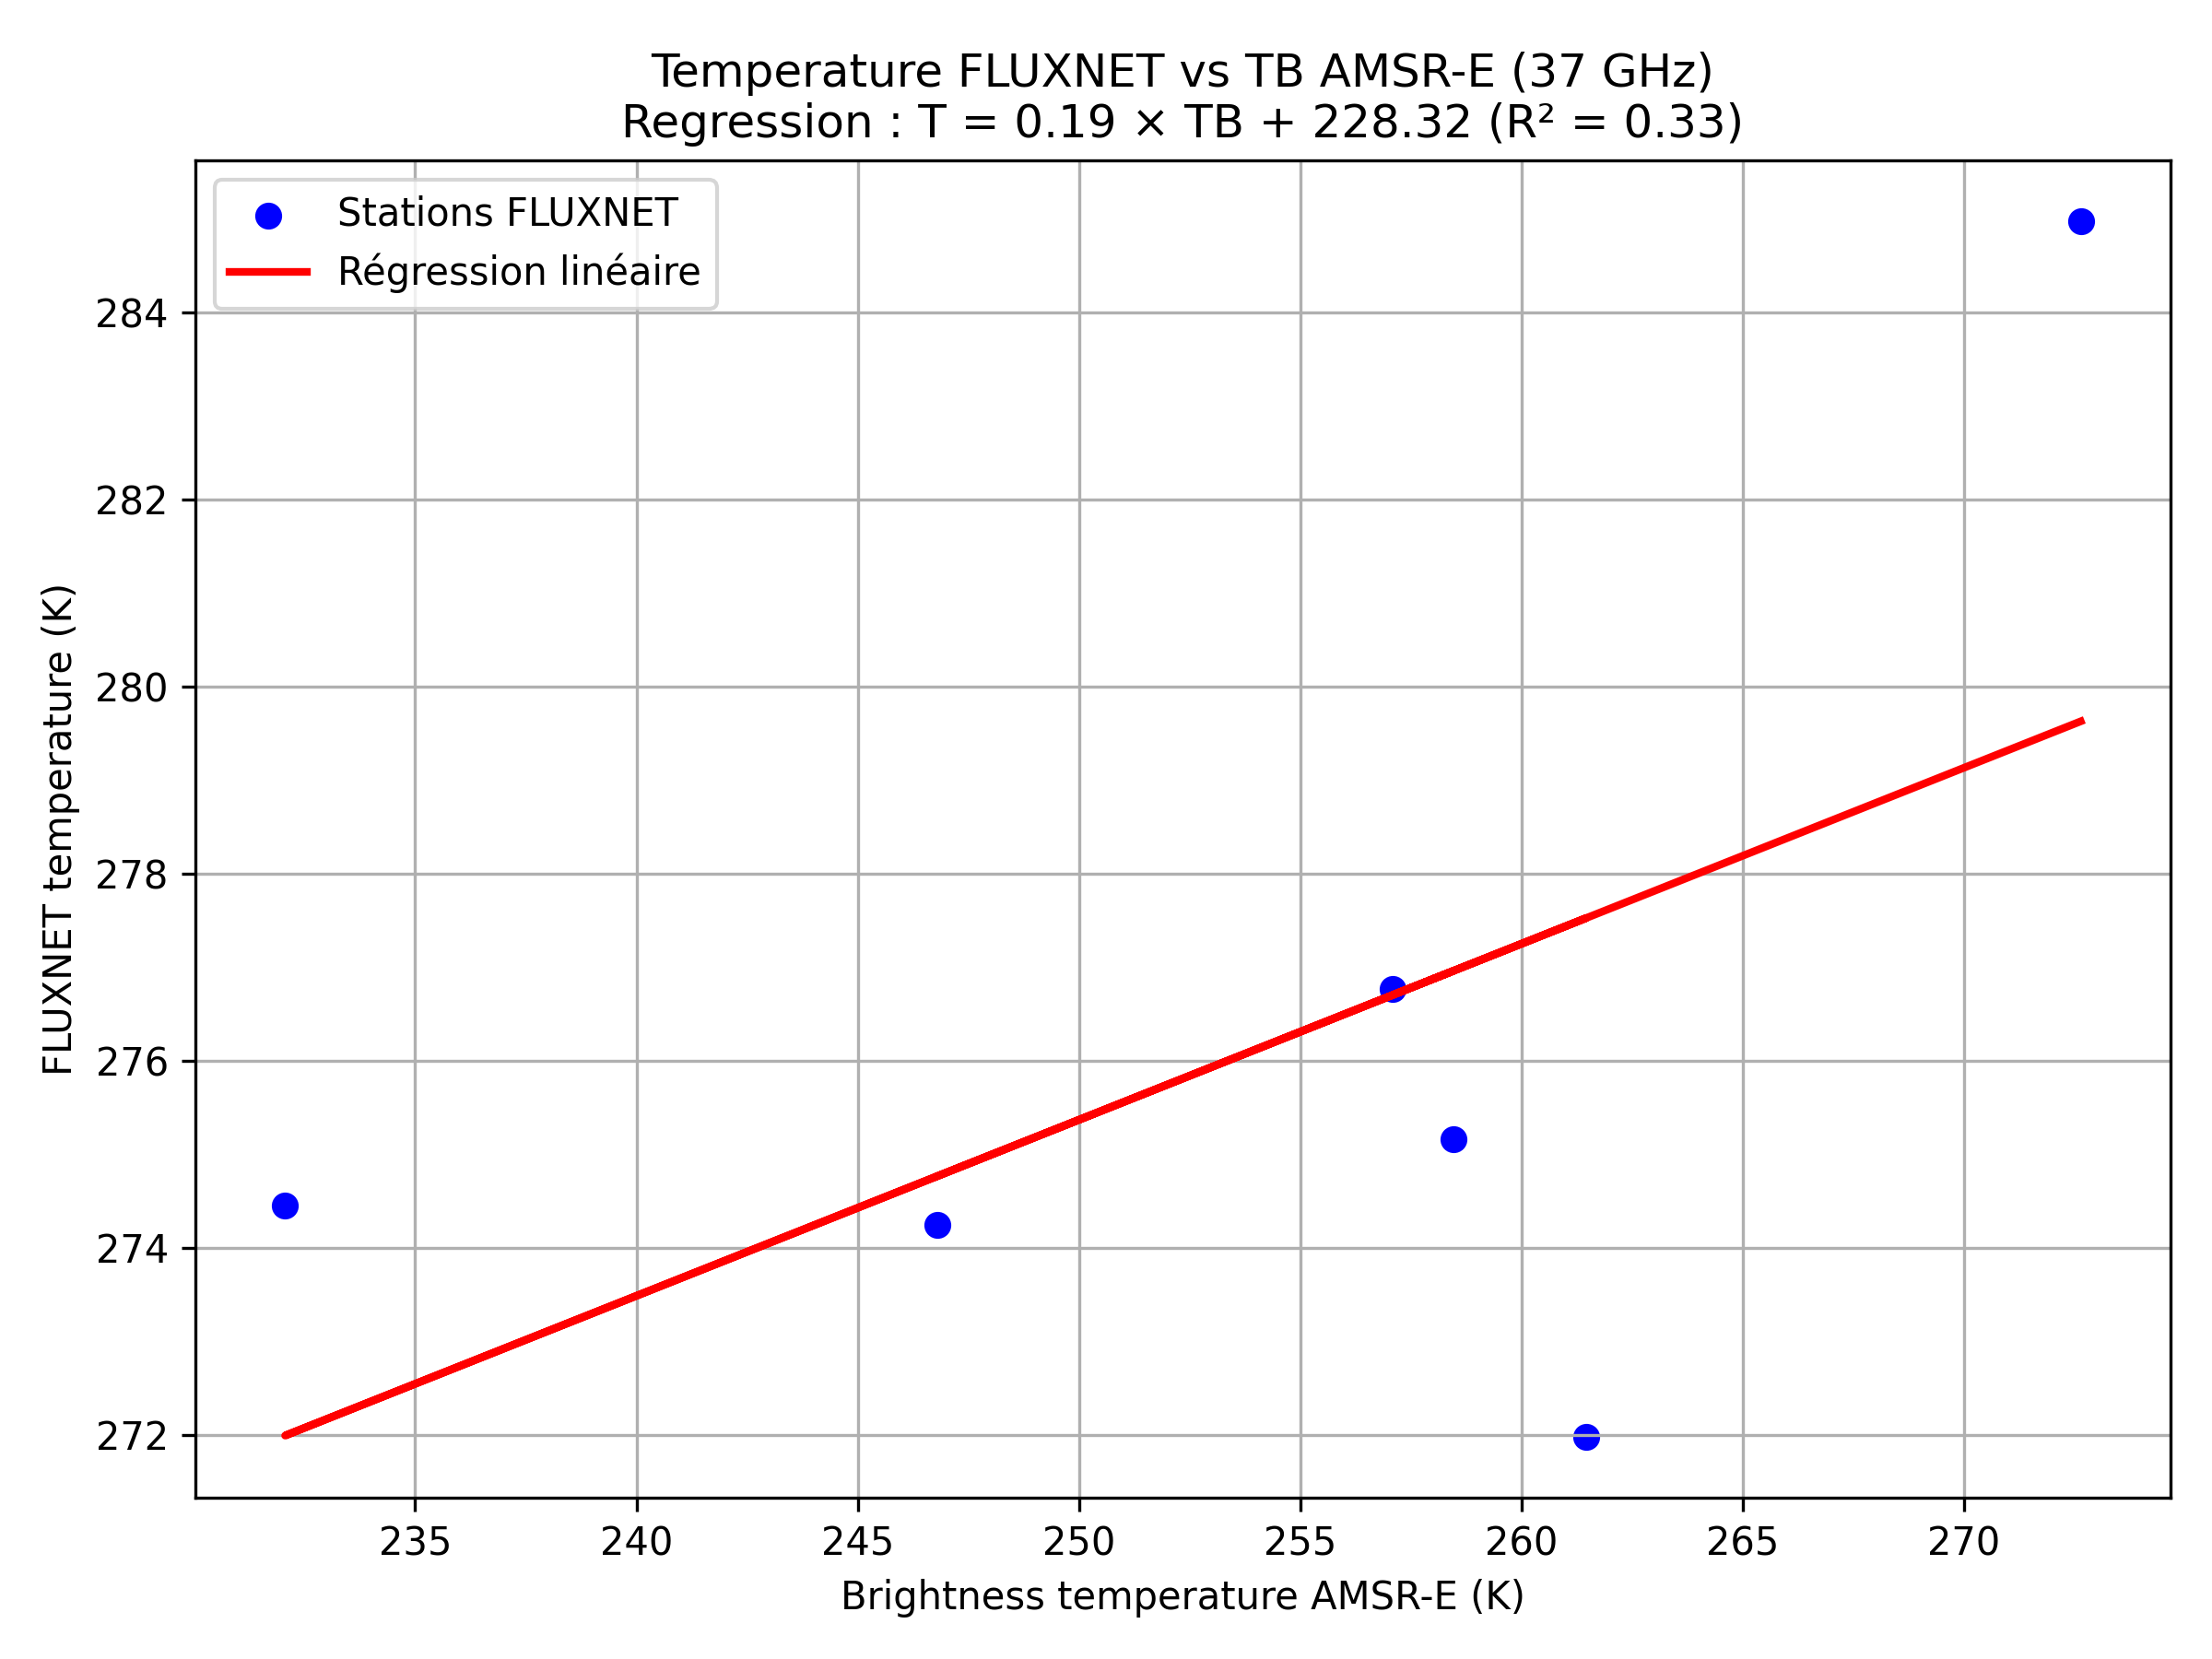 Temperature FLUXNET vs TB AMSR-E (37 GHz)
Regression : T = 0.19 × TB + 228.32 (R² = 0.33)
Stations FLUXNET
Régression linéaire
284
282
280
278
276
274
272
FLUXNET temperature (K)
235 240 245 250 255 260 265 270
Brightness temperature AMSR-E (K)